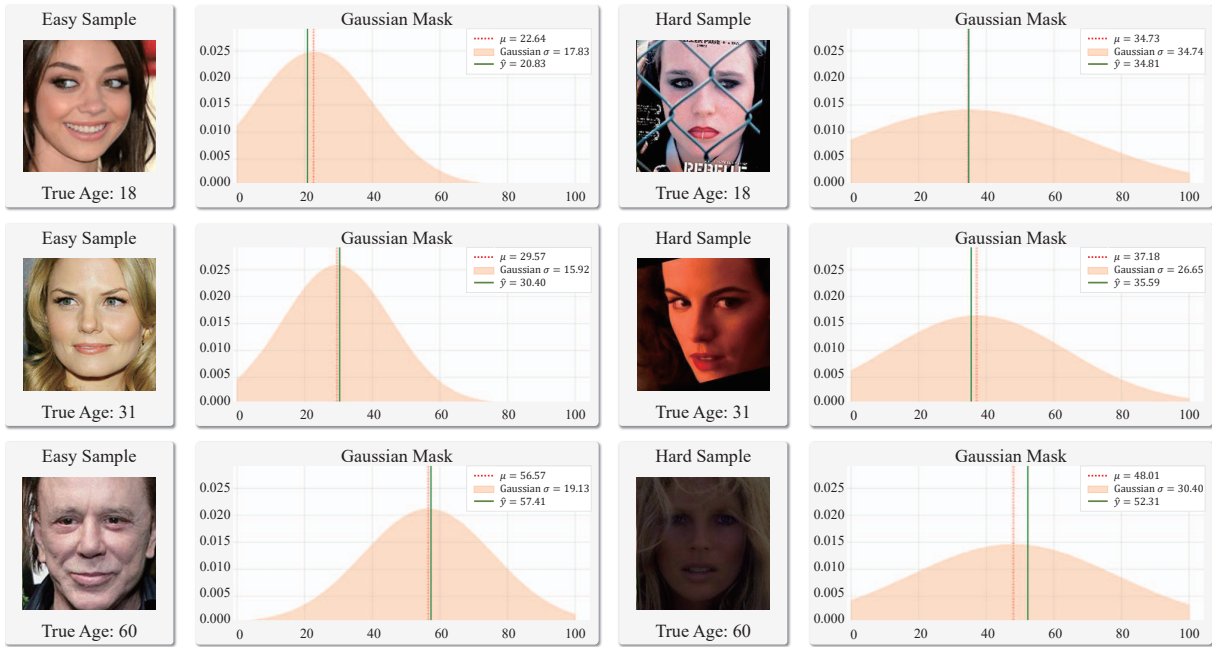 Easy Sample
True Age: 18
Gaussian Mask
μ = 22.64
Gaussian σ = 17.83
ŷ = 20.83
0.025
0.020
0.015
0.010
0.005
0.000
0 20 40 60 80 100
Hard Sample
REBELLE
True Age: 18
Gaussian Mask
μ = 34.73
Gaussian σ = 34.74
ŷ = 34.81
0.025
0.020
0.015
0.010
0.005
0.000
0 20 40 60 80 100
Easy Sample
True Age: 31
Gaussian Mask
μ = 29.57
Gaussian σ = 15.92
ŷ = 30.40
0.025
0.020
0.015
0.010
0.005
0.000
0 20 40 60 80 100
Hard Sample
True Age: 31
Gaussian Mask
μ = 37.18
Gaussian σ = 26.65
ŷ = 35.59
0.025
0.020
0.015
0.010
0.005
0.000
0 20 40 60 80 100
Easy Sample
True Age: 60
Gaussian Mask
μ = 56.57
Gaussian σ = 19.13
ŷ = 57.41
0.025
0.020
0.015
0.010
0.005
0.000
0 20 40 60 80 100
Hard Sample
True Age: 60
Gaussian Mask
μ = 48.01
Gaussian σ = 30.40
ŷ = 52.31
0.025
0.020
0.015
0.010
0.005
0.000
0 20 40 60 80 100